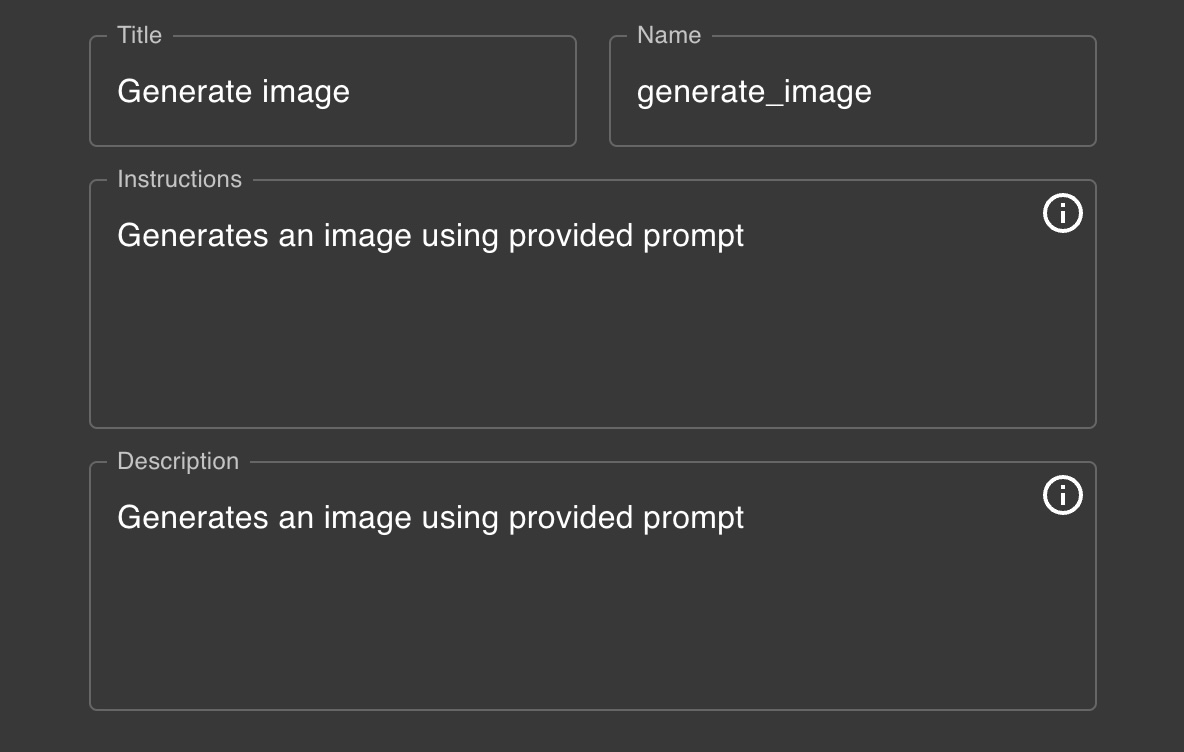 Title
Name
Generate image
generate_image
Instructions
Generates an image using provided prompt
Description
Generates an image using provided prompt